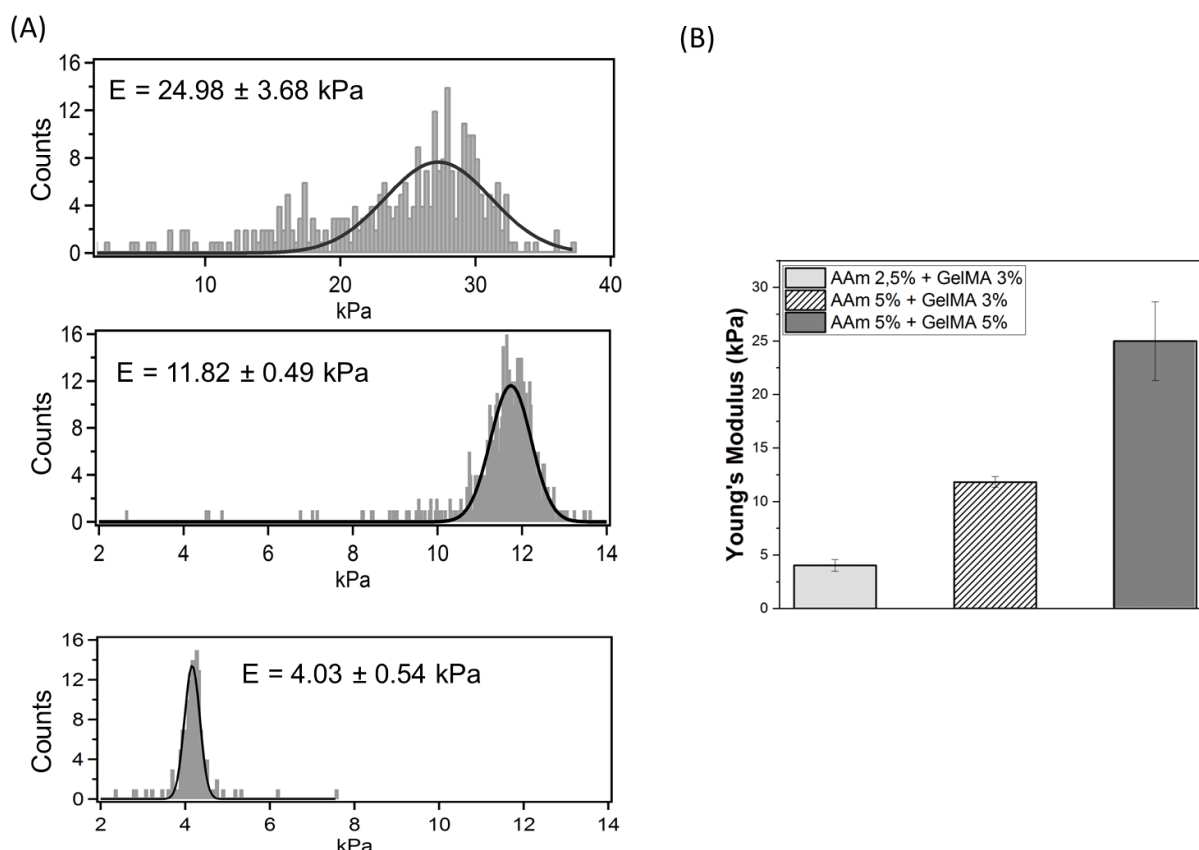 (A)
16
12
8
4
0
Counts
E = 24.98 ± 3.68 kPa
10 20 30 40
kPa
16
12
8
4
0
Counts
E = 11.82 ± 0.49 kPa
2 4 6 8 10 12 14
kPa
16
12
8
4
0
Counts
E = 4.03 ± 0.54 kPa
2 4 6 8 10 12 14
kPa
(B)
AAm 2,5% + GelMA 3%
AAm 5% + GelMA 3%
AAm 5% + GelMA 5%
30
25
20
15
10
5
0
Young's Modulus (kPa)